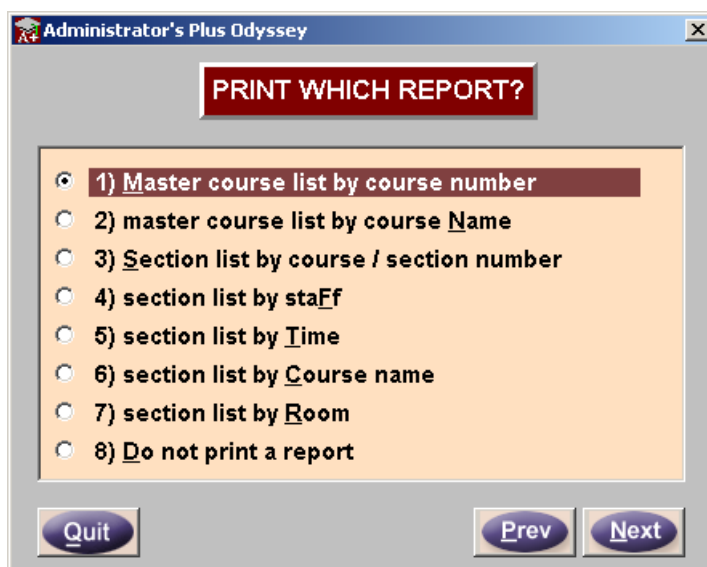 Administrator's Plus Odyssey
PRINT WHICH REPORT?
1) Master course list by course number
2) master course list by course Name
3) Section list by course / section number
4) section list by staFf
5) section list by Time
6) section list by Course name
7) section list by Room
8) Do not print a report
Quit Prev Next